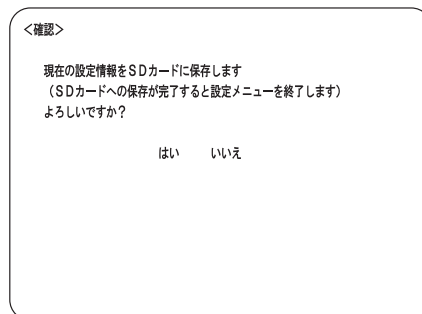 ＜確認＞
現在の設定情報をＳＤカードに保存します
（ＳＤカードへの保存が完了すると設定メニューを終了します）
よろしいですか？
はい　　いいえ